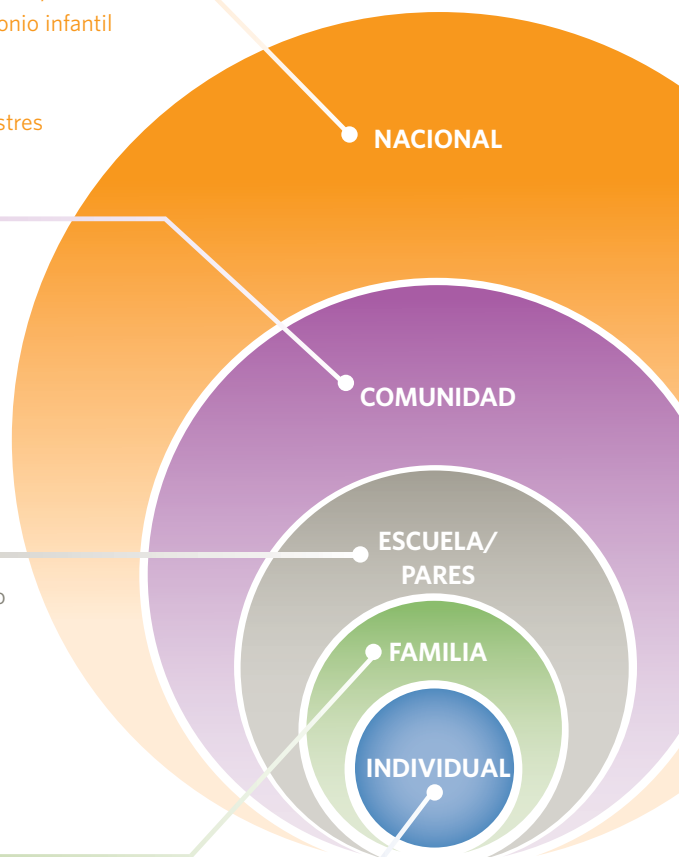 onio infantil
stres
NACIONAL
COMUNIDAD
ESCUELA/
PARES
o
FAMILIA
INDIVIDUAL